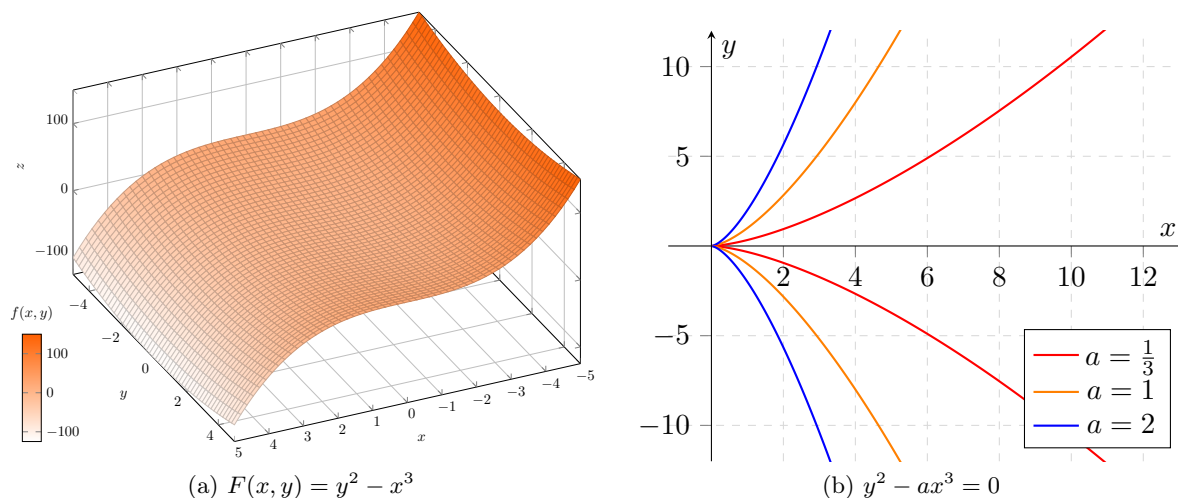 100
0
−100
z
−4
−2
0
2
4
y
5
4
3
2
1
0
−1
−2
−3
−4
−5
x
f(x, y)
100
0
−100
(a) F(x, y) = y² − x³
y
x
10
5
−5
−10
2
4
6
8
10
12
a = 1/3
a = 1
a = 2
(b) y² − ax³ = 0